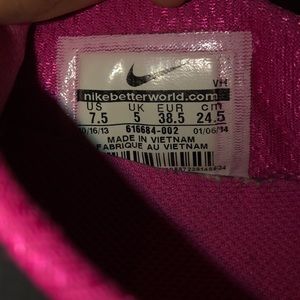 VH
nikebetterworld.com
US UK EUR cm
7.5 5 38.5 24.5
10/16/13 616684-002 01/06/14
MADE IN VIETNAM
FABRIQUE AU VIETNAM